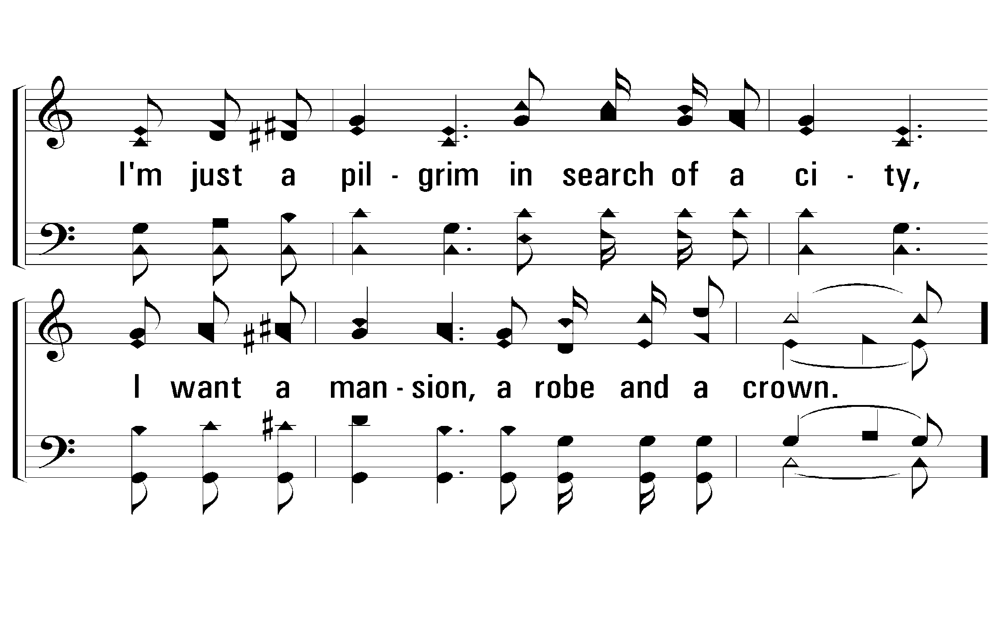 I'm just a pil - grim in search of a ci - ty,
I want a man - sion, a robe and a crown.